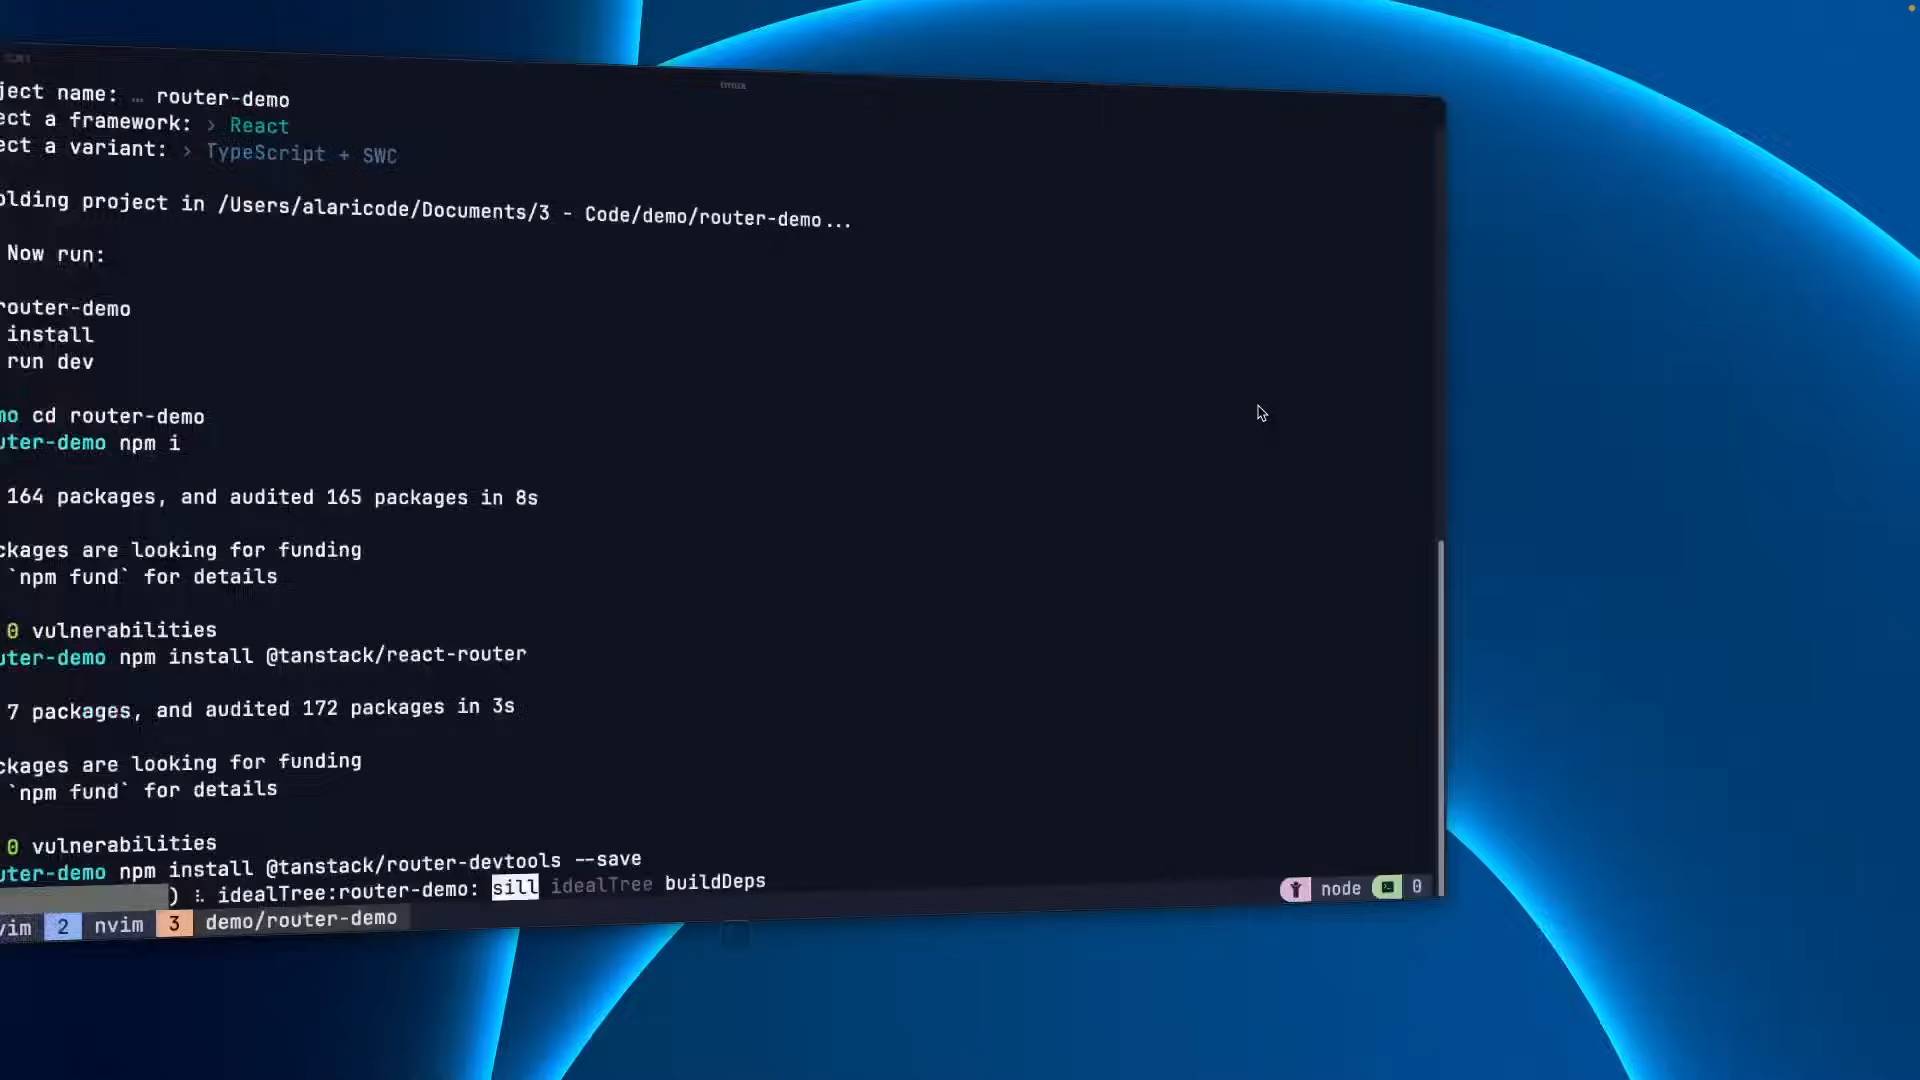 ject name: … router-demo
ect a framework: › React
ect a variant: › TypeScript + SWC
olding project in /Users/alaricode/Documents/3 - Code/demo/router-demo...
Now run:
router-demo
install
run dev
mo cd router-demo
uter-demo npm i
164 packages, and audited 165 packages in 8s
ckages are looking for funding
`npm fund` for details
0 vulnerabilities
uter-demo npm install @tanstack/react-router
7 packages, and audited 172 packages in 3s
ckages are looking for funding
`npm fund` for details
0 vulnerabilities
uter-demo npm install @tanstack/router-devtools --save
) ⠦ idealTree:router-demo: sill idealTree buildDeps
node 0
vim 2 nvim 3 demo/router-demo